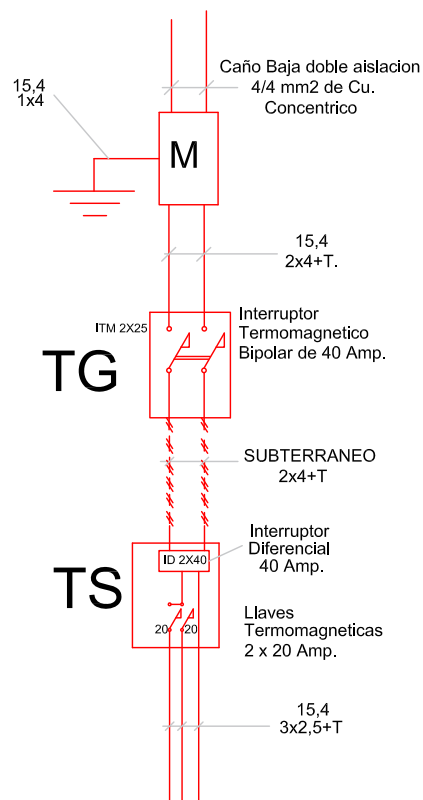 Caño Baja doble aislacion
4/4 mm2 de Cu.
Concentrico
15,4
1x4
M
15,4
2x4+T.
ITM 2X25
Interruptor
Termomagnetico
Bipolar de 40 Amp.
TG
SUBTERRANEO
2x4+T
Interruptor
Diferencial
40 Amp.
ID 2X40
TS
20
20
Llaves
Termomagneticas
2 x 20 Amp.
15,4
3x2,5+T